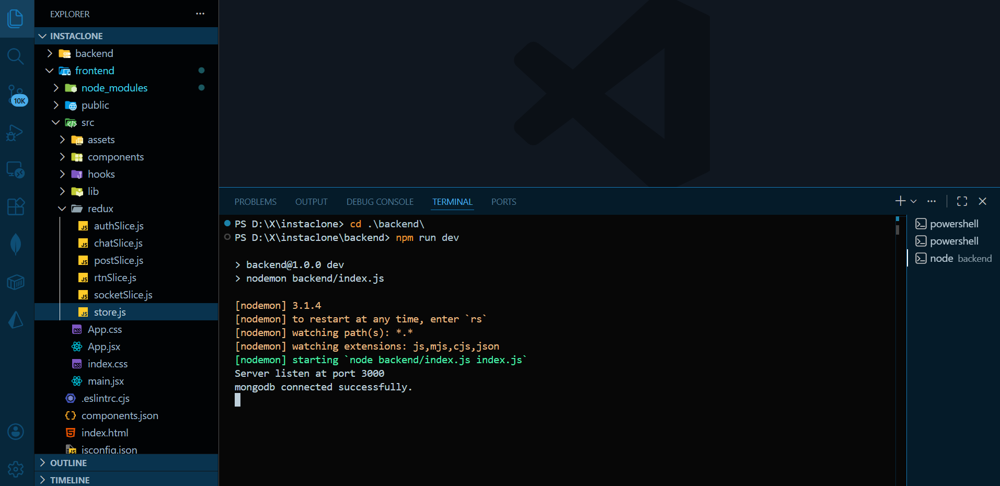 EXPLORER
INSTACLONE
backend
frontend
node_modules
public
src
assets
components
hooks
lib
redux
authSlice.js
chatSlice.js
postSlice.js
rtnSlice.js
socketSlice.js
store.js
App.css
App.jsx
index.css
main.jsx
.eslintrc.cjs
components.json
index.html
jsconfig.json
OUTLINE
TIMELINE
10K
PROBLEMS OUTPUT DEBUG CONSOLE TERMINAL PORTS
PS D:\X\instaclone> cd .\backend\
PS D:\X\instaclone\backend> npm run dev
> backend@1.0.0 dev
> nodemon backend/index.js
[nodemon] 3.1.4
[nodemon] to restart at any time, enter `rs`
[nodemon] watching path(s): *.*
[nodemon] watching extensions: js,mjs,cjs,json
[nodemon] starting `node backend/index.js index.js`
Server listen at port 3000
mongodb connected successfully.
powershell
powershell
node backend